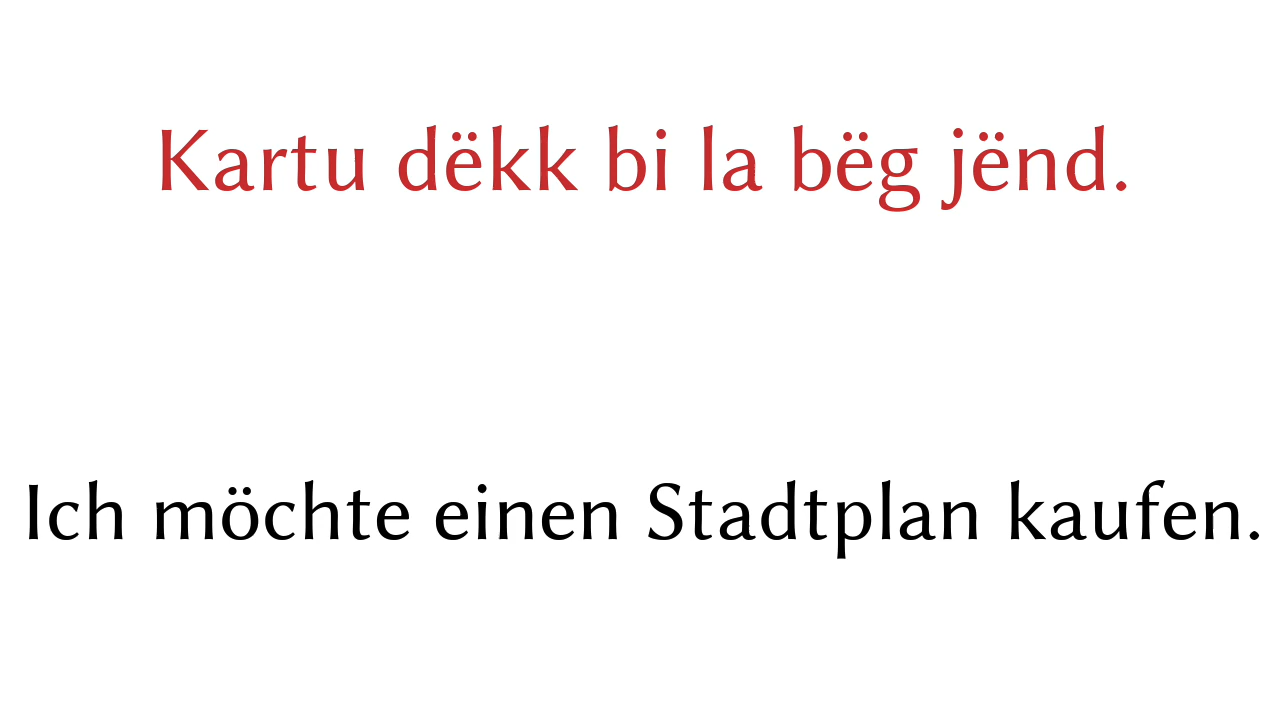 Kartu dëkk bi la bëg jënd.
Ich möchte einen Stadtplan kaufen.